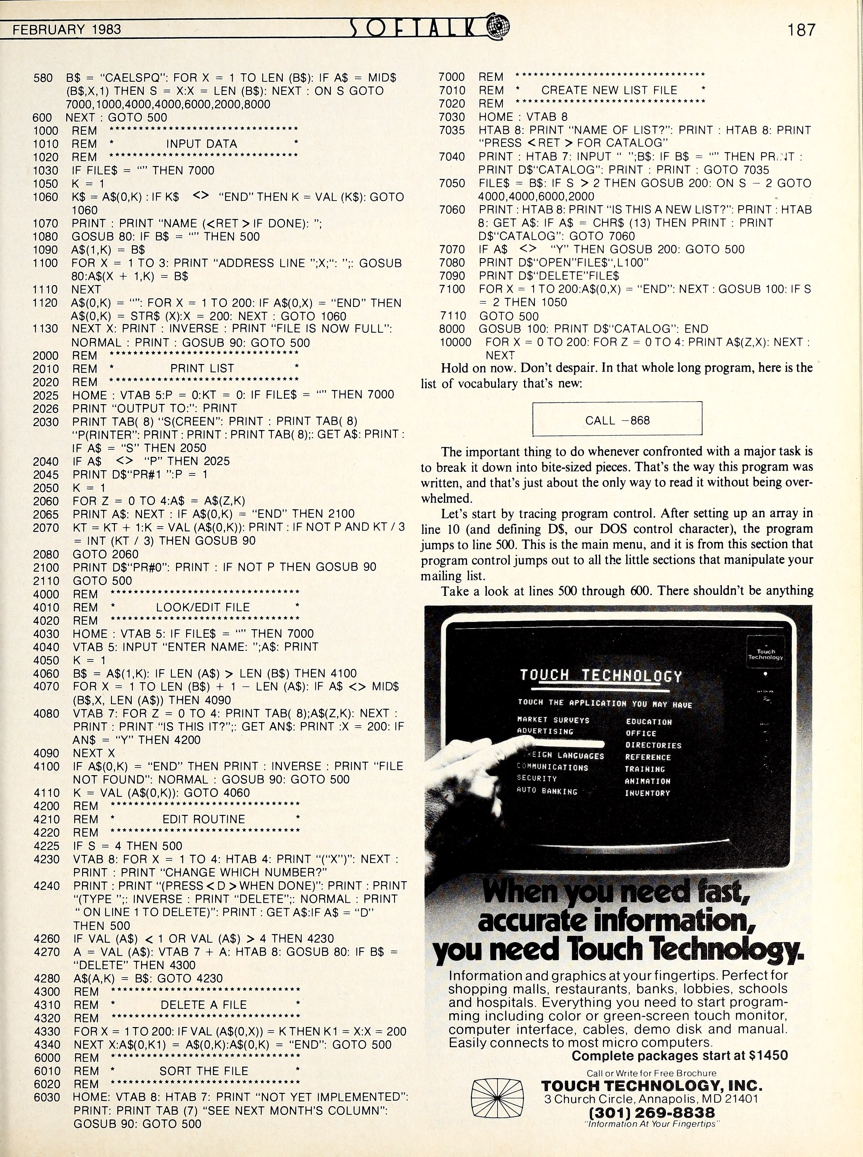 FEBRUARY 1983
SOFTALK
187
580 B$ = "CAELSPQ": FOR X = 1 TO LEN (B$): IF A$ = MID$
(B$,X,1) THEN S = X:X = LEN (B$): NEXT : ON S GOTO
7000,1000,4000,4000,6000,2000,8000
600 NEXT : GOTO 500
1000 REM ******************************
1010 REM * INPUT DATA *
1020 REM ******************************
1030 IF FILE$ = "" THEN 7000
1050 K = 1
1060 K$ = A$(0,K) : IF K$ <> "END" THEN K = VAL (K$): GOTO
1060
1070 PRINT : PRINT "NAME (<RET > IF DONE): ";
1080 GOSUB 80: IF B$ = "" THEN 500
1090 A$(1,K) = B$
1100 FOR X = 1 TO 3: PRINT "ADDRESS LINE ";X;": ";: GOSUB
80:A$(X + 1,K) = B$
1110 NEXT
1120 A$(0,K) = "": FOR X = 1 TO 200: IF A$(0,X) = "END" THEN
A$(0,K) = STR$ (X):X = 200: NEXT : GOTO 1060
1130 NEXT X: PRINT : INVERSE : PRINT "FILE IS NOW FULL":
NORMAL : PRINT : GOSUB 90: GOTO 500
2000 REM ******************************
2010 REM * PRINT LIST *
2020 REM ******************************
2025 HOME : VTAB 5:P = 0:KT = 0: IF FILE$ = "" THEN 7000
2026 PRINT "OUTPUT TO:": PRINT
2030 PRINT TAB( 8) "S(CREEN": PRINT : PRINT TAB( 8)
"P(RINTER": PRINT : PRINT : PRINT TAB( 8);: GET A$: PRINT :
IF A$ = "S" THEN 2050
2040 IF A$ <> "P" THEN 2025
2045 PRINT D$"PR#1 ":P = 1
2050 K = 1
2060 FOR Z = 0 TO 4:A$ = A$(Z,K)
2065 PRINT A$: NEXT : IF A$(0,K) = "END" THEN 2100
2070 KT = KT + 1:K = VAL (A$(0,K)): PRINT : IF NOT P AND KT / 3
= INT (KT / 3) THEN GOSUB 90
2080 GOTO 2060
2100 PRINT D$"PR#0": PRINT : IF NOT P THEN GOSUB 90
2110 GOTO 500
4000 REM ******************************
4010 REM * LOOK/EDIT FILE *
4020 REM ******************************
4030 HOME : VTAB 5: IF FILE$ = "" THEN 7000
4040 VTAB 5: INPUT "ENTER NAME: ";A$: PRINT
4050 K = 1
4060 B$ = A$(1,K): IF LEN (A$) > LEN (B$) THEN 4100
4070 FOR X = 1 TO LEN (B$) + 1 − LEN (A$): IF A$ <> MID$
(B$,X, LEN (A$)) THEN 4090
4080 VTAB 7: FOR Z = 0 TO 4: PRINT TAB( 8);A$(Z,K): NEXT :
PRINT : PRINT "IS THIS IT?";: GET AN$: PRINT :X = 200: IF
AN$ = "Y" THEN 4200
4090 NEXT X
4100 IF A$(0,K) = "END" THEN PRINT : INVERSE : PRINT "FILE
NOT FOUND": NORMAL : GOSUB 90: GOTO 500
4110 K = VAL (A$(0,K)): GOTO 4060
4200 REM ******************************
4210 REM * EDIT ROUTINE *
4220 REM ******************************
4225 IF S = 4 THEN 500
4230 VTAB 8: FOR X = 1 TO 4: HTAB 4: PRINT "("X")": NEXT :
PRINT : PRINT "CHANGE WHICH NUMBER?"
4240 PRINT : PRINT "(PRESS < D > WHEN DONE)": PRINT : PRINT
"(TYPE ";: INVERSE : PRINT "DELETE";: NORMAL : PRINT
" ON LINE 1 TO DELETE)": PRINT : GET A$:IF A$ = "D"
THEN 500
4260 IF VAL (A$) < 1 OR VAL (A$) > 4 THEN 4230
4270 A = VAL (A$): VTAB 7 + A: HTAB 8: GOSUB 80: IF B$ =
"DELETE" THEN 4300
4280 A$(A,K) = B$: GOTO 4230
4300 REM ******************************
4310 REM * DELETE A FILE *
4320 REM ******************************
4330 FOR X = 1 TO 200: IF VAL (A$(0,X)) = K THEN K1 = X:X = 200
4340 NEXT X:A$(0,K1) = A$(0,K):A$(0,K) = "END": GOTO 500
6000 REM ******************************
6010 REM * SORT THE FILE *
6020 REM ******************************
6030 HOME: VTAB 8: HTAB 7: PRINT "NOT YET IMPLEMENTED":
PRINT: PRINT TAB (7) "SEE NEXT MONTH'S COLUMN":
GOSUB 90: GOTO 500
7000 REM ******************************
7010 REM * CREATE NEW LIST FILE *
7020 REM ******************************
7030 HOME : VTAB 8
7035 HTAB 8: PRINT "NAME OF LIST?": PRINT : HTAB 8: PRINT
"PRESS < RET > FOR CATALOG"
7040 PRINT : HTAB 7: INPUT " ";B$: IF B$ = "" THEN :
PRINT D$"CATALOG": PRINT : PRINT : GOTO 7035
7050 FILE$ = B$: IF S > 2 THEN GOSUB 200: ON S − 2 GOTO
4000,4000,6000,2000
7060 PRINT : HTAB 8: PRINT "IS THIS A NEW LIST?": PRINT : HTAB
8: GET A$: IF A$ = CHR$ (13) THEN PRINT : PRINT
D$"CATALOG": GOTO 7060
7070 IF A$ <> "Y" THEN GOSUB 200: GOTO 500
7080 PRINT D$"OPEN"FILE$",L100"
7090 PRINT D$"DELETE"FILE$
7100 FOR X = 1 TO 200:A$(0,X) = "END": NEXT : GOSUB 100: IF S
= 2 THEN 1050
7110 GOTO 500
8000 GOSUB 100: PRINT D$"CATALOG": END
10000 FOR X = 0 TO 200: FOR Z = 0 TO 4: PRINT A$(Z,X): NEXT :
NEXT
Hold on now. Don't despair. In that whole long program, here is the
list of vocabulary that's new:
CALL −868
The important thing to do whenever confronted with a major task is
to break it down into bite-sized pieces. That's the way this program was
written, and that's just about the only way to read it without being over-
whelmed.
Let's start by tracing program control. After setting up an array in
line 10 (and defining D$, our DOS control character), the program
jumps to line 500. This is the main menu, and it is from this section that
program control jumps out to all the little sections that manipulate your
mailing list.
Take a look at lines 500 through 600. There shouldn't be anything
Touch
Technology
TOUCH TECHNOLOGY
TOUCH THE APPLICATION YOU MAY HAVE
MARKET SURVEYS EDUCATION
ADVERTISING OFFICE
DIRECTORIES
EIGN LANGUAGES REFERENCE
COMMUNICATIONS TRAINING
SECURITY ANIMATION
AUTO BANKING INVENTORY
When you need fast,
accurate information,
you need Touch Technology.
Information and graphics at your fingertips. Perfect for
shopping malls, restaurants, banks, lobbies, schools
and hospitals. Everything you need to start program-
ming including color or green-screen touch monitor,
computer interface, cables, demo disk and manual.
Easily connects to most micro computers.
Complete packages start at $1450
Call or Write for Free Brochure
TOUCH TECHNOLOGY, INC.
3 Church Circle, Annapolis, MD 21401
(301) 269-8838
"Information At Your Fingertips"